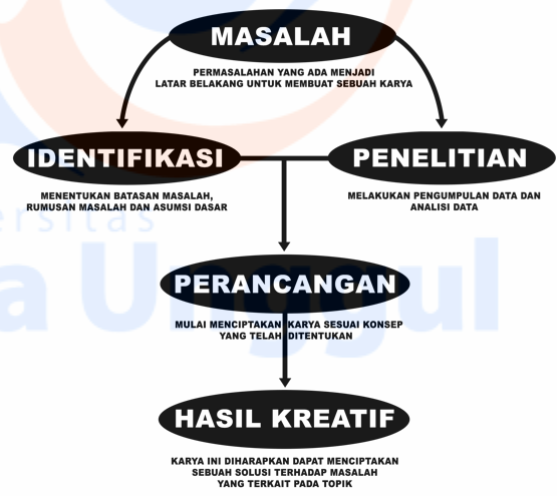 MASALAH
PERMASALAHAN YANG ADA MENJADI
LATAR BELAKANG UNTUK MEMBUAT SEBUAH KARYA
IDENTIFIKASI
MENENTUKAN BATASAN MASALAH,
RUMUSAN MASALAH DAN ASUMSI DASAR
PENELITIAN
MELAKUKAN PENGUMPULAN DATA DAN
ANALISI DATA
ersitas
a Unggul
PERANCANGAN
MULAI MENCIPTAKAN KARYA SESUAI KONSEP
YANG TELAH DITENTUKAN
HASIL KREATIF
KARYA INI DIHARAPKAN DAPAT MENCIPTAKAN
SEBUAH SOLUSI TERHADAP MASALAH
YANG TERKAIT PADA TOPIK